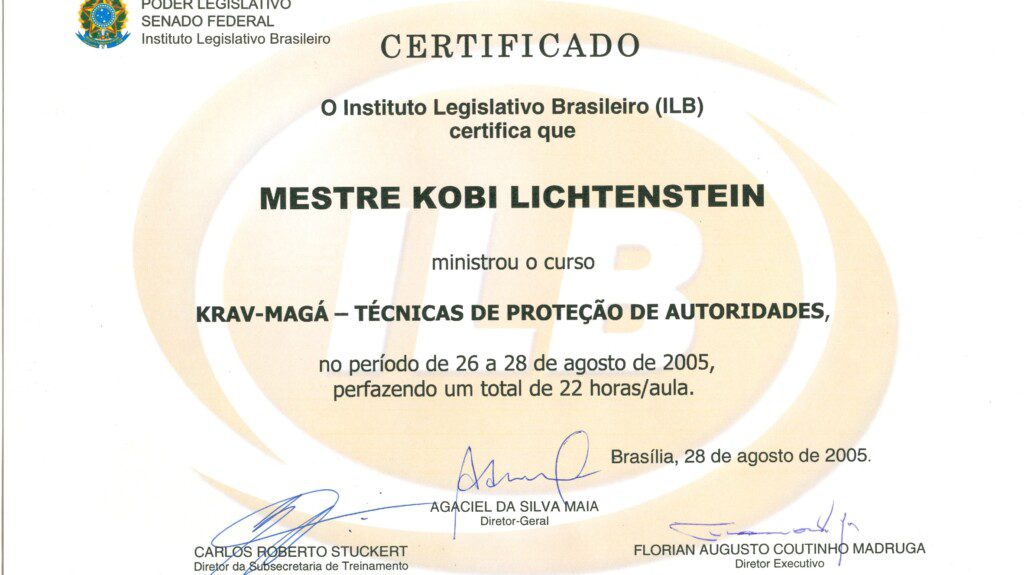 PODER LEGISLATIVO
SENADO FEDERAL
Instituto Legislativo Brasileiro
CERTIFICADO
O Instituto Legislativo Brasileiro (ILB)
certifica que
MESTRE KOBI LICHTENSTEIN
ministrou o curso
KRAV-MAGÁ – TÉCNICAS DE PROTEÇÃO DE AUTORIDADES,
no período de 26 a 28 de agosto de 2005,
perfazendo um total de 22 horas/aula.
Brasília, 28 de agosto de 2005.
AGACIEL DA SILVA MAIA
Diretor-Geral
CARLOS ROBERTO STUCKERT
Diretor da Subsecretaria de Treinamento
FLORIAN AUGUSTO COUTINHO MADRUGA
Diretor Executivo
ILB